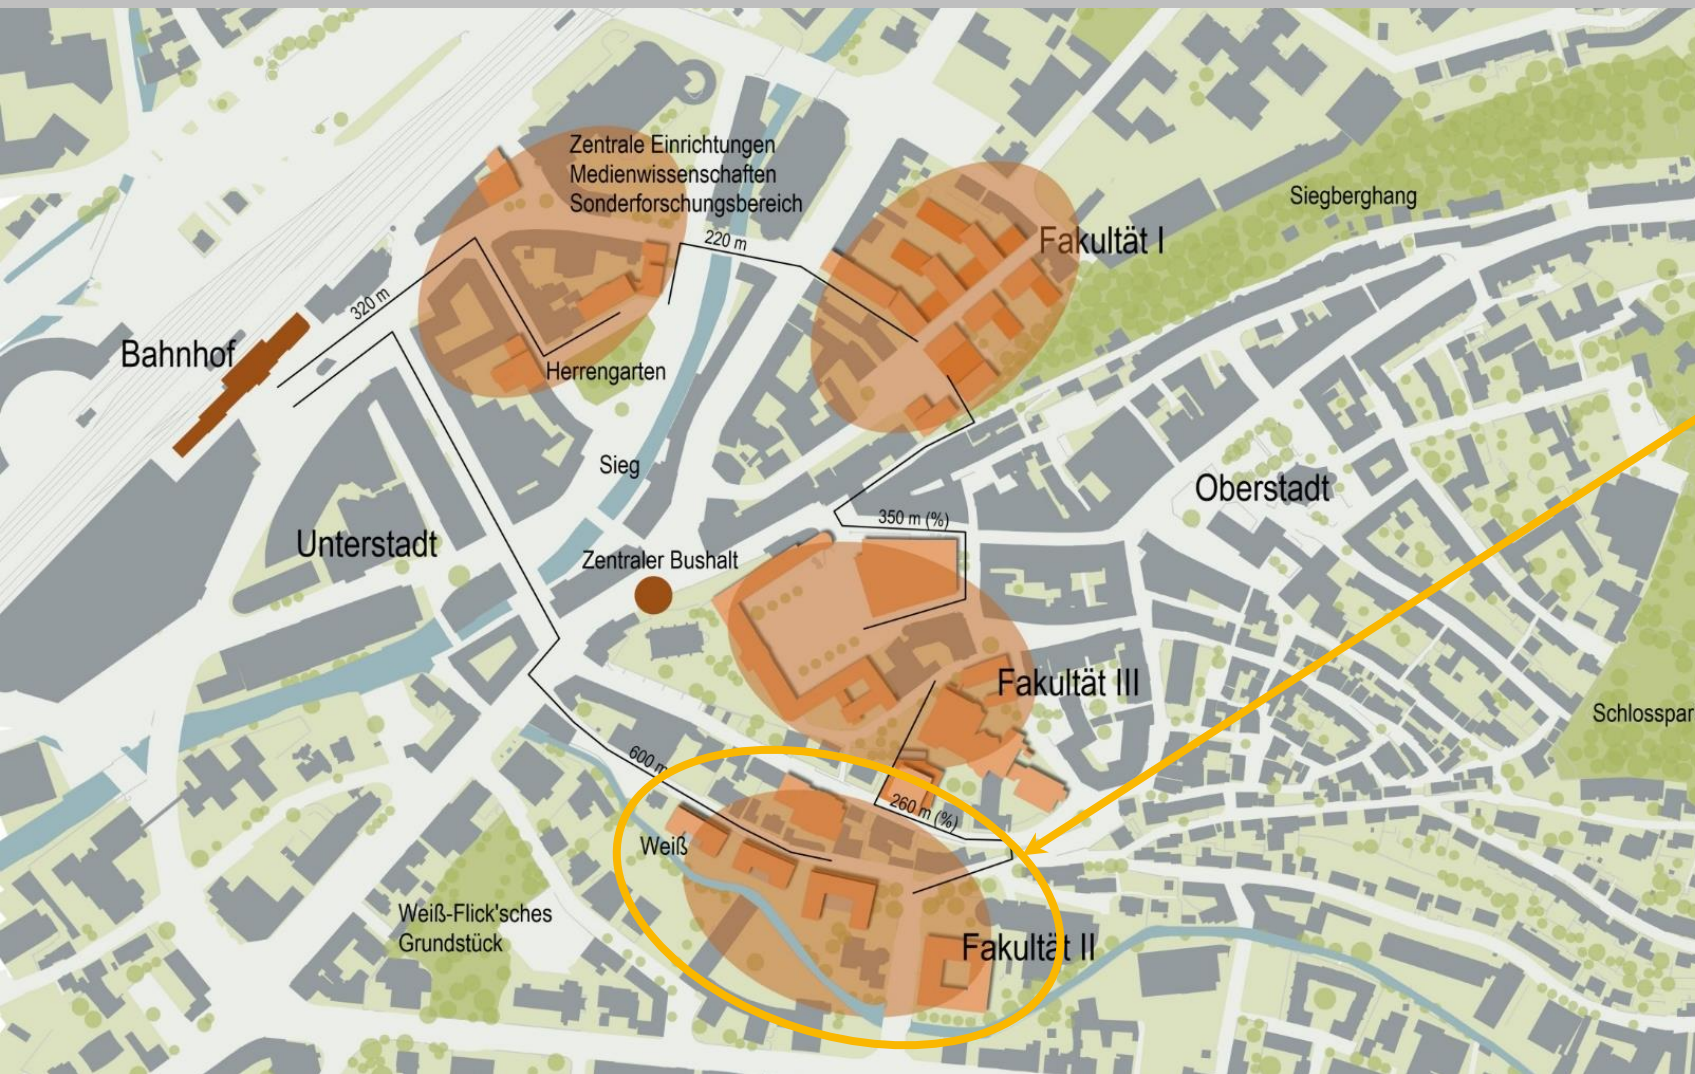 Zentrale Einrichtungen
Medienwissenschaften
Sonderforschungsbereich
Siegberghang
220 m
Fakultät I
320 m
Bahnhof
Herrengarten
Sieg
Oberstadt
350 m (%)
Unterstadt
Zentraler Bushalt
Fakultät III
Schlosspar
600 m
260 m (%)
Weiß
Weiß-Flick'sches
Grundstück
Fakultät II